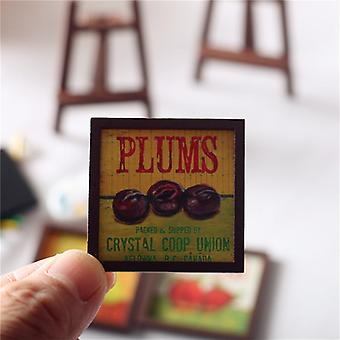 PLUMS
PACKED & SHIPPED BY
CRYSTAL COOP UNION
KELOWNA, B.C. CANADA